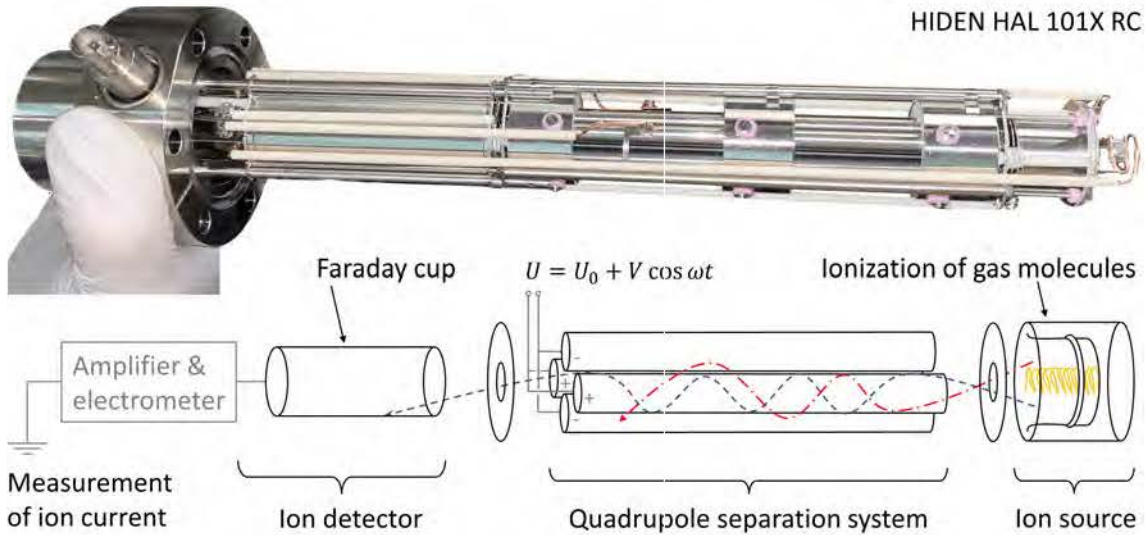 HIDEN HAL 101X RC
Faraday cup
U = U₀ + V cos ωt
Ionization of gas molecules
Amplifier &
electrometer
-
+
+
-
Measurement
of ion current
Ion detector
Quadrupole separation system
Ion source